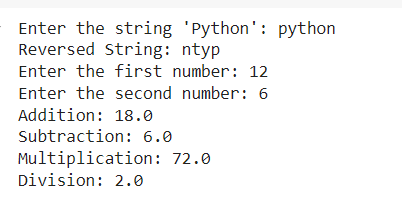 Enter the string 'Python': python
Reversed String: ntyp
Enter the first number: 12
Enter the second number: 6
Addition: 18.0
Subtraction: 6.0
Multiplication: 72.0
Division: 2.0